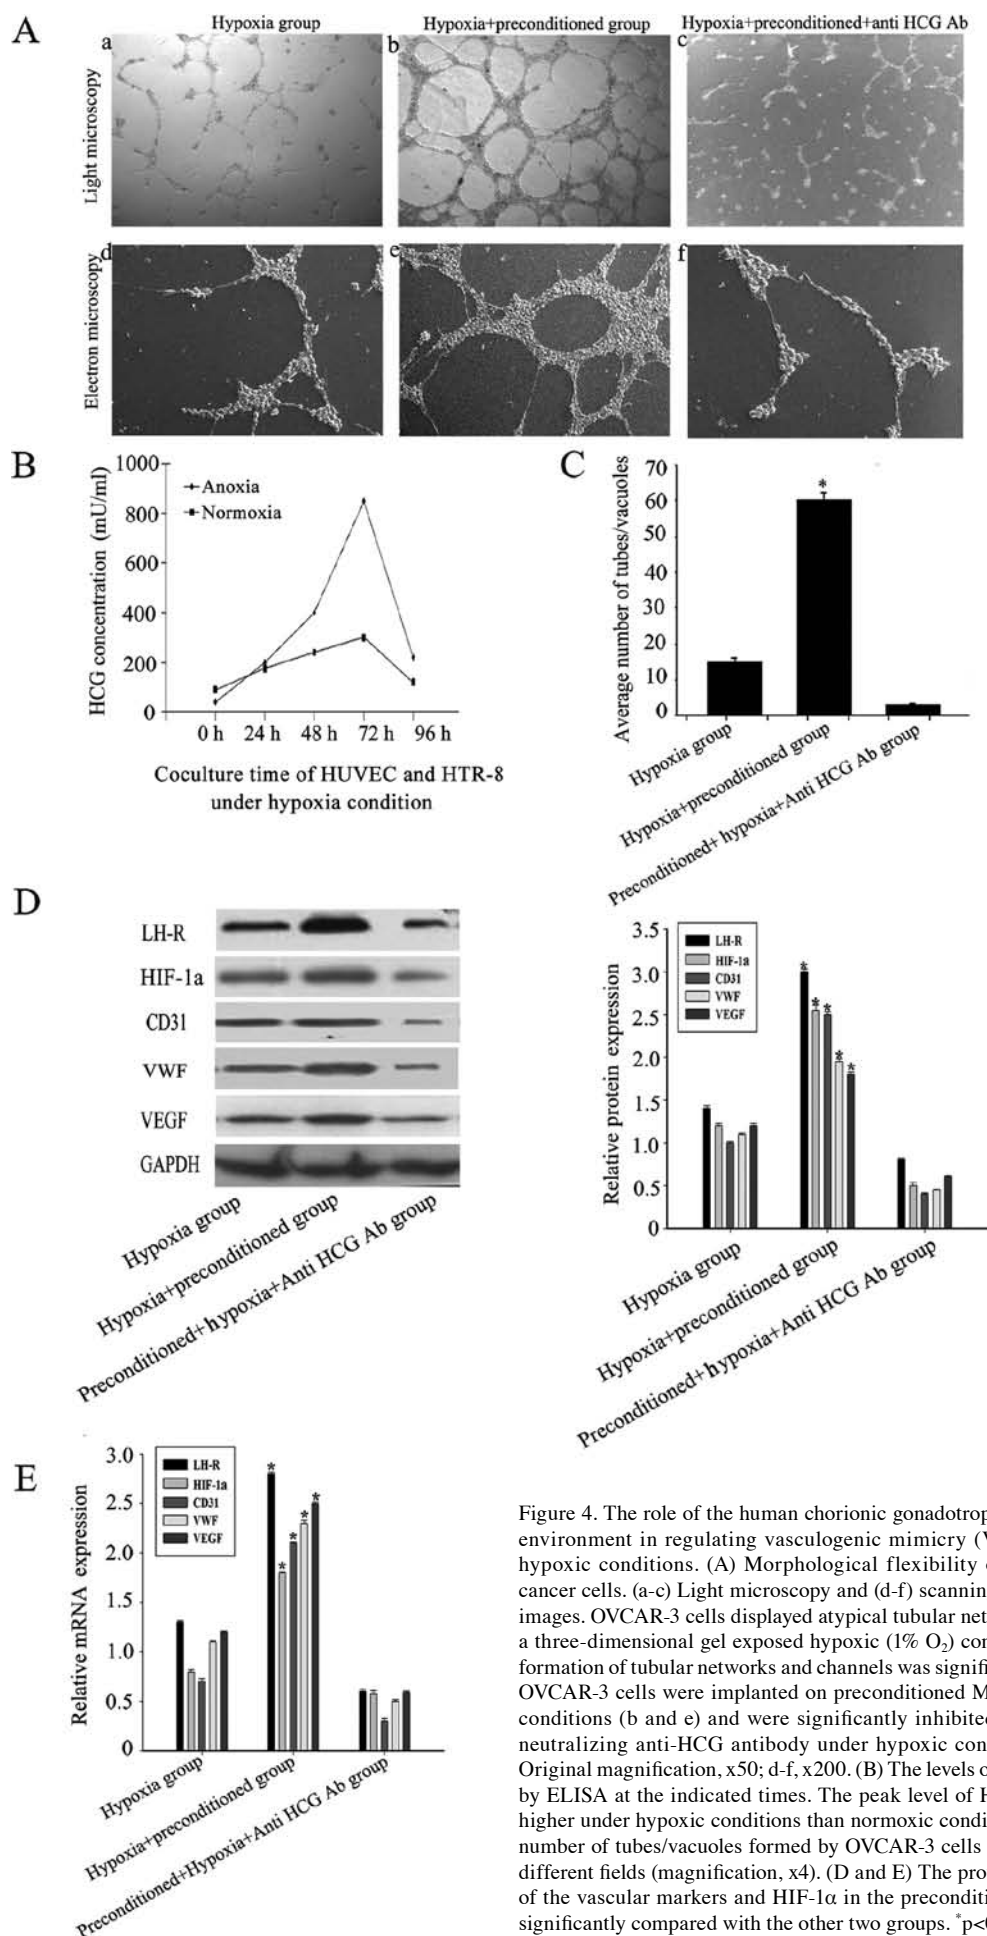 A
Hypoxia group
Hypoxia+preconditioned group
Hypoxia+preconditioned+anti HCG Ab
Light microscopy
a
b
c
Electron microscopy
d
e
f
B
HCG concentration (mU/ml)
1000
800
600
400
200
0
Anoxia
Normoxia
0 h 24 h 48 h 72 h 96 h
Coculture time of HUVEC and HTR-8
under hypoxia condition
C
Average number of tubes/vacuoles
70
60
50
40
30
20
10
0
*
Hypoxia group
Hypoxia+preconditioned group
Preconditioned+ hypoxia+Anti HCG Ab group
D
LH-R
HIF-1a
CD31
VWF
VEGF
GAPDH
Hypoxia group
Hypoxia+preconditioned group
Preconditioned+hypoxia+Anti HCG Ab group
Relative protein expression
3.5
3.0
2.5
2.0
1.5
1.0
0.5
0
LH-R
HIF-1a
CD31
VWF
VEGF
* * * * *
Hypoxia group
Hypoxia+preconditioned group
Preconditioned+hypoxia+Anti HCG Ab group
E
Relative mRNA expression
3.0
2.5
2.0
1.5
1.0
0.5
0
LH-R
HIF-1a
CD31
VWF
VEGF
* * * * *
Hypoxia group
Hypoxia+preconditioned group
Preconditioned+Hypoxia+Anti HCG Ab group
Figure 4. The role of the human chorionic gonadotrop
environment in regulating vasculogenic mimicry (V
hypoxic conditions. (A) Morphological flexibility
cancer cells. (a-c) Light microscopy and (d-f) scannin
images. OVCAR-3 cells displayed atypical tubular net
a three-dimensional gel exposed hypoxic (1% O₂) con
formation of tubular networks and channels was signifi
OVCAR-3 cells were implanted on preconditioned M
conditions (b and e) and were significantly inhibited
neutralizing anti-HCG antibody under hypoxic con
Original magnification, x50; d-f, x200. (B) The levels o
by ELISA at the indicated times. The peak level of H
higher under hypoxic conditions than normoxic condi
number of tubes/vacuoles formed by OVCAR-3 cells
different fields (magnification, x4). (D and E) The pro
of the vascular markers and HIF-1α in the preconditi
significantly compared with the other two groups. *p<